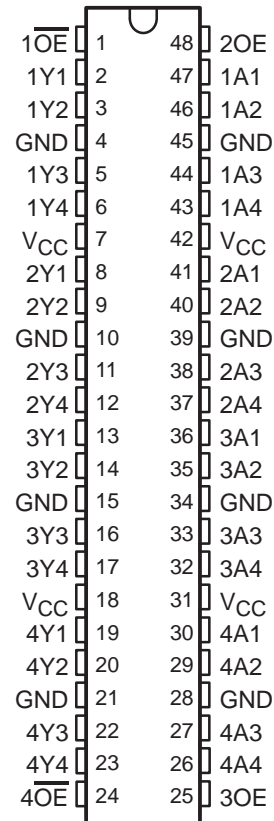 1O̅E̅ 1 48 2OE
1Y1 2 47 1A1
1Y2 3 46 1A2
GND 4 45 GND
1Y3 5 44 1A3
1Y4 6 43 1A4
VCC 7 42 VCC
2Y1 8 41 2A1
2Y2 9 40 2A2
GND 10 39 GND
2Y3 11 38 2A3
2Y4 12 37 2A4
3Y1 13 36 3A1
3Y2 14 35 3A2
GND 15 34 GND
3Y3 16 33 3A3
3Y4 17 32 3A4
VCC 18 31 VCC
4Y1 19 30 4A1
4Y2 20 29 4A2
GND 21 28 GND
4Y3 22 27 4A3
4Y4 23 26 4A4
4O̅E̅ 24 25 3OE